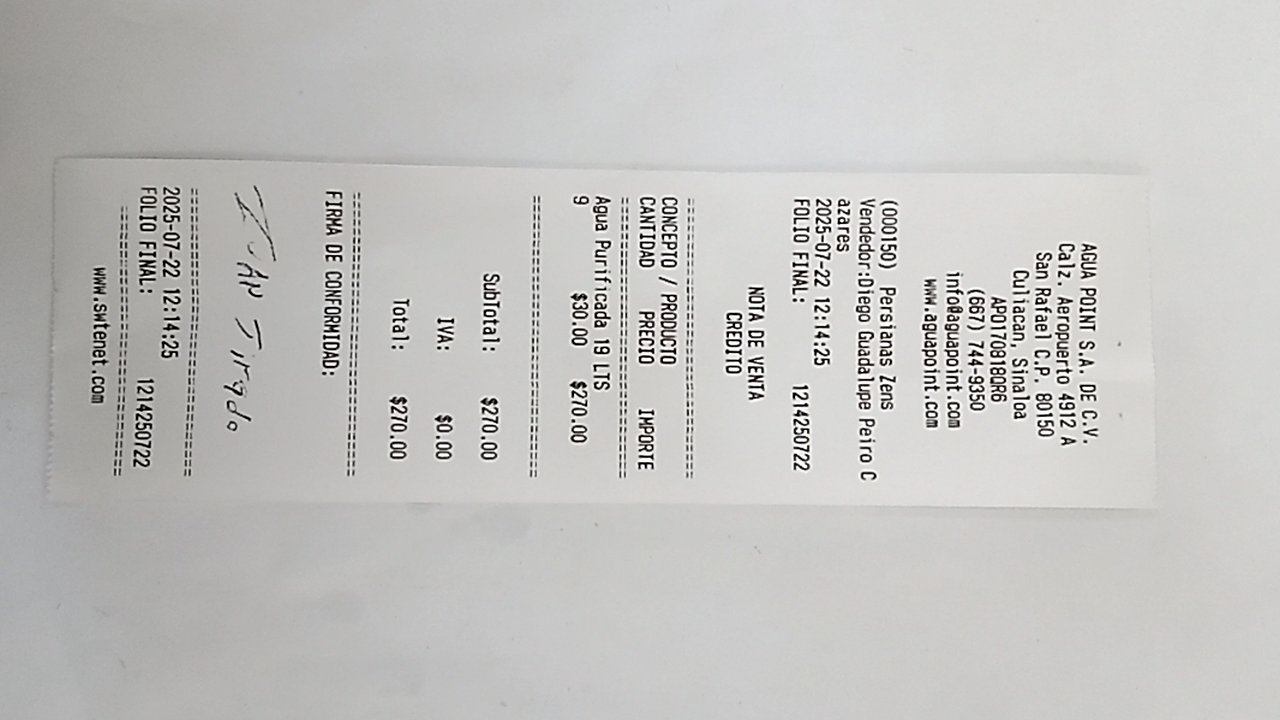 AGUA POINT S.A. DE C.V.
Calz. Aeropuerto 4912 A
San Rafael C.P. 80150
Culiacan, Sinaloa
APO170818QR6
(667) 744-9350
info@aguapoint.com
www.aguapoint.com
(000150) Persianas Zens
Vendedor:Diego Guadalupe Peiro C
azares
2025-07-22 12:14:25
FOLIO FINAL: 1214250722
NOTA DE VENTA
CREDITO
================================
CONCEPTO / PRODUCTO
CANTIDAD PRECIO IMPORTE
================================
Agua Purificada 19 LTS
9 $30.00 $270.00
================================
SubTotal: $270.00
IVA: $0.00
Total: $270.00
================================
FIRMA DE CONFORMIDAD:
Tirado
================================
2025-07-22 12:14:25
FOLIO FINAL: 1214250722
================================
www.swtenet.com